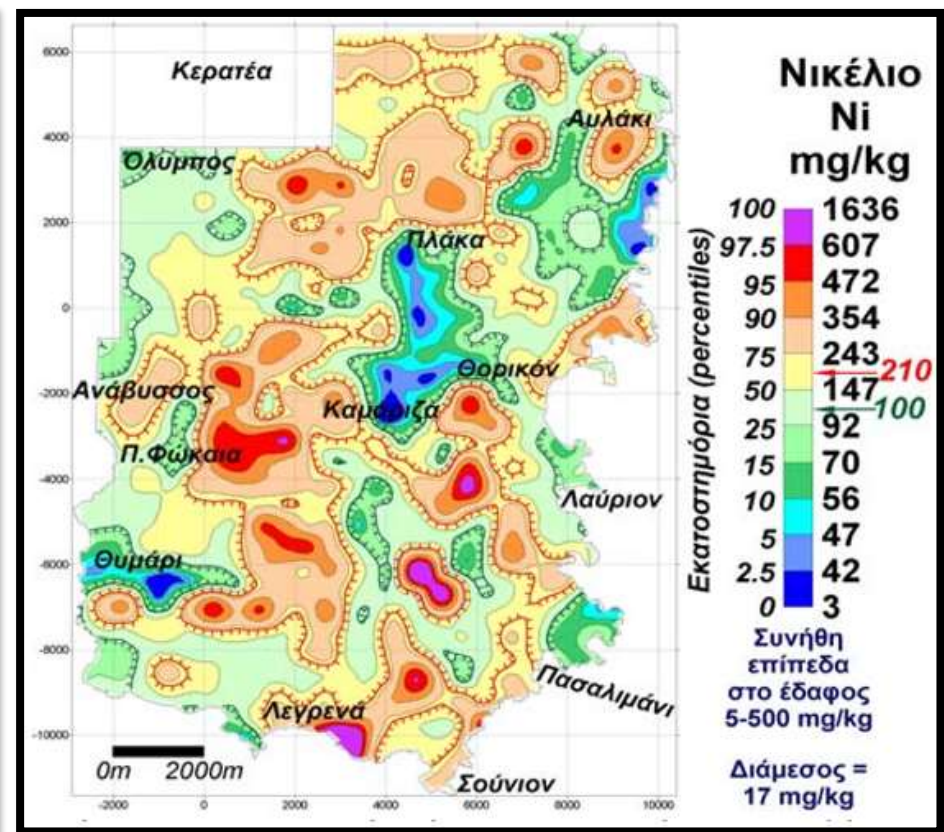 6000
4000
2000
0
-2000
-4000
-6000
-8000
-10000
-2000 0 2000 4000 6000 8000 10000
Κερατέα
Αυλάκι
Όλυμπος
Πλάκα
Ανάβυσσος
Θορικόν
Καμάριζα
Π.Φώκαια
Λαύριον
Θυμάρι
Πασαλιμάνι
Λεγρενά
Σούνιον
0m 2000m
Νικέλιο
Ni
mg/kg
Εκατοστημόρια (percentiles)
100 1636
97.5 607
95 472
90 354
75 243
210
50 147
100
25 92
15 70
10 56
5 47
2.5 42
0 3
Συνήθη
επίπεδα
στο έδαφος
5-500 mg/kg
Διάμεσος =
17 mg/kg